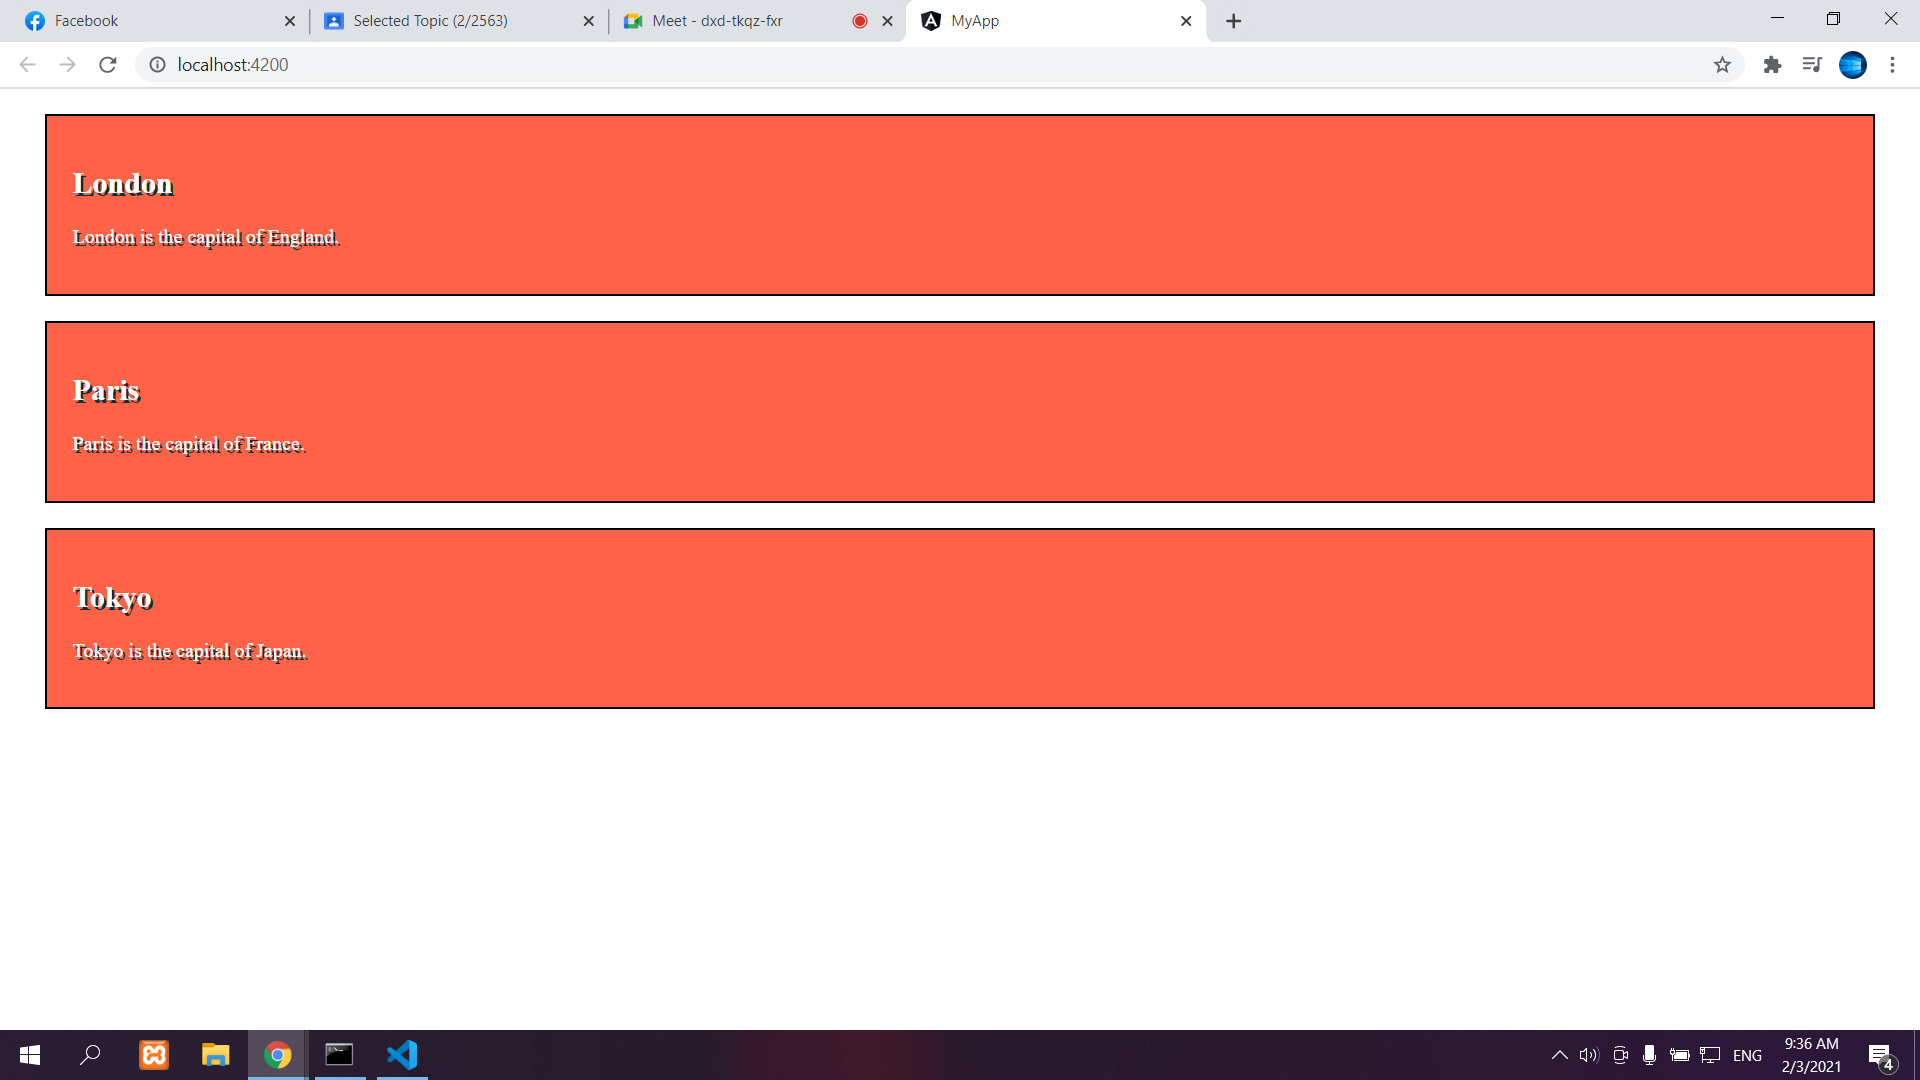 Facebook
Selected Topic (2/2563)
Meet - dxd-tkqz-fxr
MyApp
localhost:4200
London
London is the capital of England.
Paris
Paris is the capital of France.
Tokyo
Tokyo is the capital of Japan.
ENG
9:36 AM
2/3/2021
4